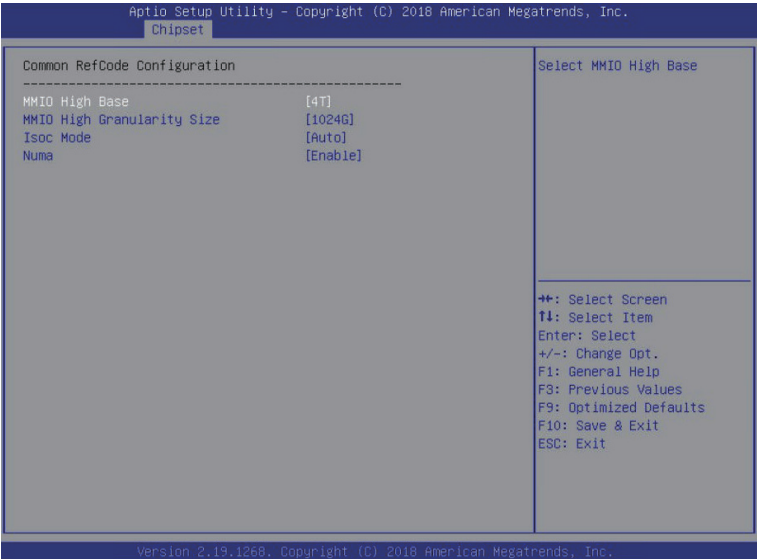 Aptio Setup Utility – Copyright (C) 2018 American Megatrends, Inc.
Chipset
Common RefCode Configuration
--------------------------------------------------
MMIO High Base [4T]
MMIO High Granularity Size [1024G]
Isoc Mode [Auto]
Numa [Enable]
Select MMIO High Base
→←: Select Screen
↑↓: Select Item
Enter: Select
+/-: Change Opt.
F1: General Help
F3: Previous Values
F9: Optimized Defaults
F10: Save & Exit
ESC: Exit
Version 2.19.1268. Copyright (C) 2018 American Megatrends, Inc.